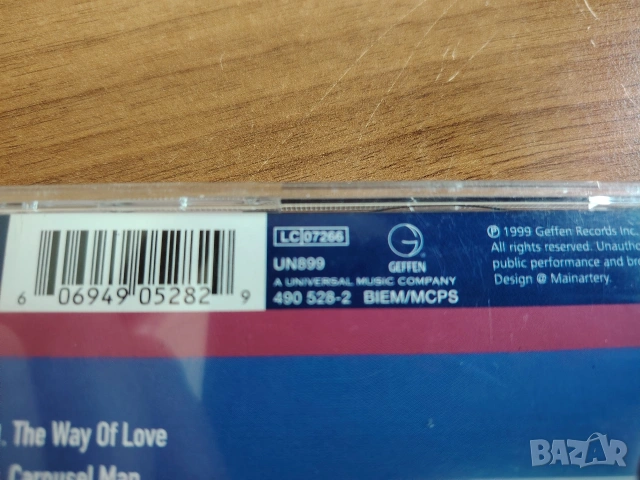 6 06949 05282 9
LC 07266
UN899
G
GEFFEN
A UNIVERSAL MUSIC COMPANY
490 528-2 BIEM/MCPS
℗ 1999 Geffen Records Inc.
All rights reserved. Unautho
public performance and bro
Design @ Mainartery.
. The Way Of Love
Carousel Man
BAZAR